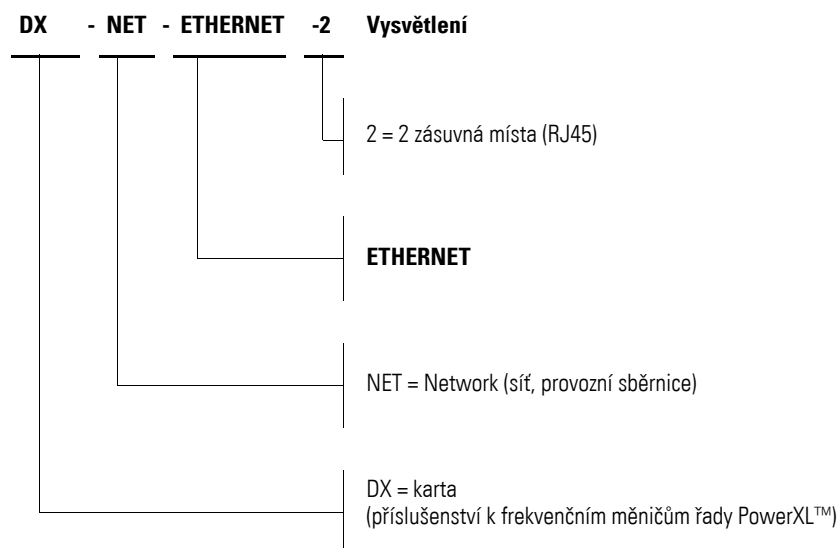 DX - NET - ETHERNET -2 Vysvětlení
2 = 2 zásuvná místa (RJ45)
ETHERNET
NET = Network (síť, provozní sběrnice)
DX = karta
(příslušenství k frekvenčním měničům řady PowerXL™)